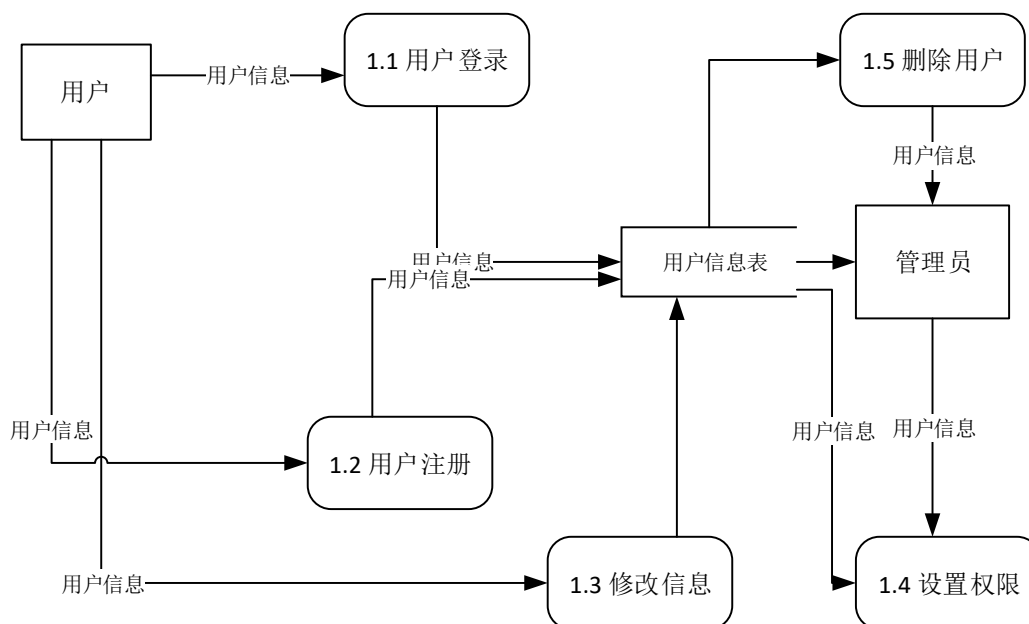 1.1 用户登录
1.5 删除用户
用户
用户信息
用户信息
用户信息
用户信息
用户信息表
管理员
用户信息
用户信息
用户信息
1.2 用户注册
用户信息
1.3 修改信息
1.4 设置权限